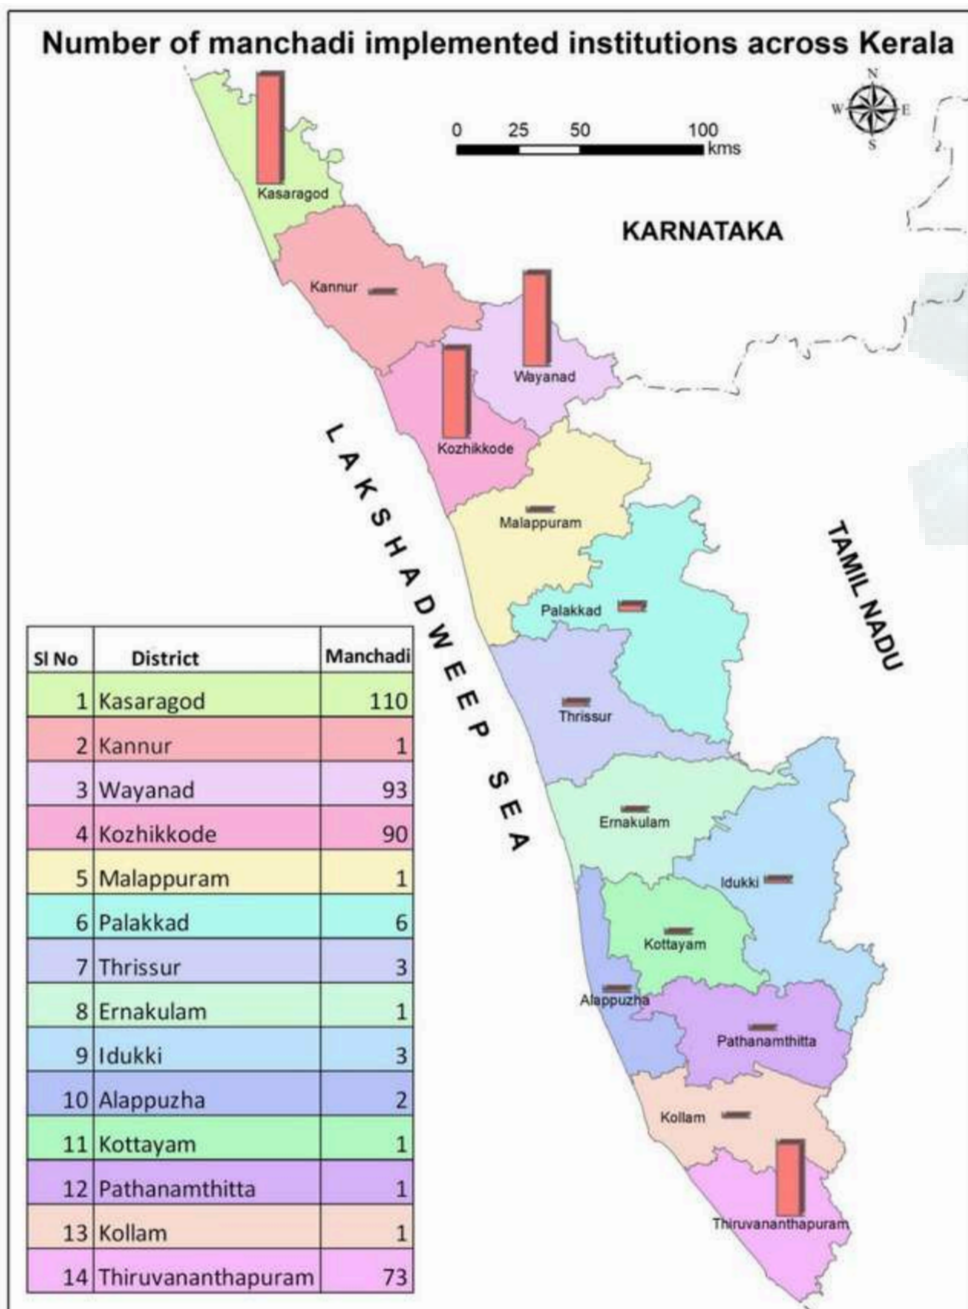 Number of manchadi implemented institutions across Kerala
N
W E
S
0 25 50 100
kms
Kasaragod
KARNATAKA
Kannur
Wayanad
Kozhikkode
LAKSHADWEEP SEA
Malappuram
TAMIL NADU
Palakkad
Thrissur
Ernakulam
Idukki
Kottayam
Alappuzha
Pathanamthitta
Kollam
Thiruvananthapuram
Sl No District Manchadi
1 Kasaragod 110
2 Kannur 1
3 Wayanad 93
4 Kozhikkode 90
5 Malappuram 1
6 Palakkad 6
7 Thrissur 3
8 Ernakulam 1
9 Idukki 3
10 Alappuzha 2
11 Kottayam 1
12 Pathanamthitta 1
13 Kollam 1
14 Thiruvananthapuram 73